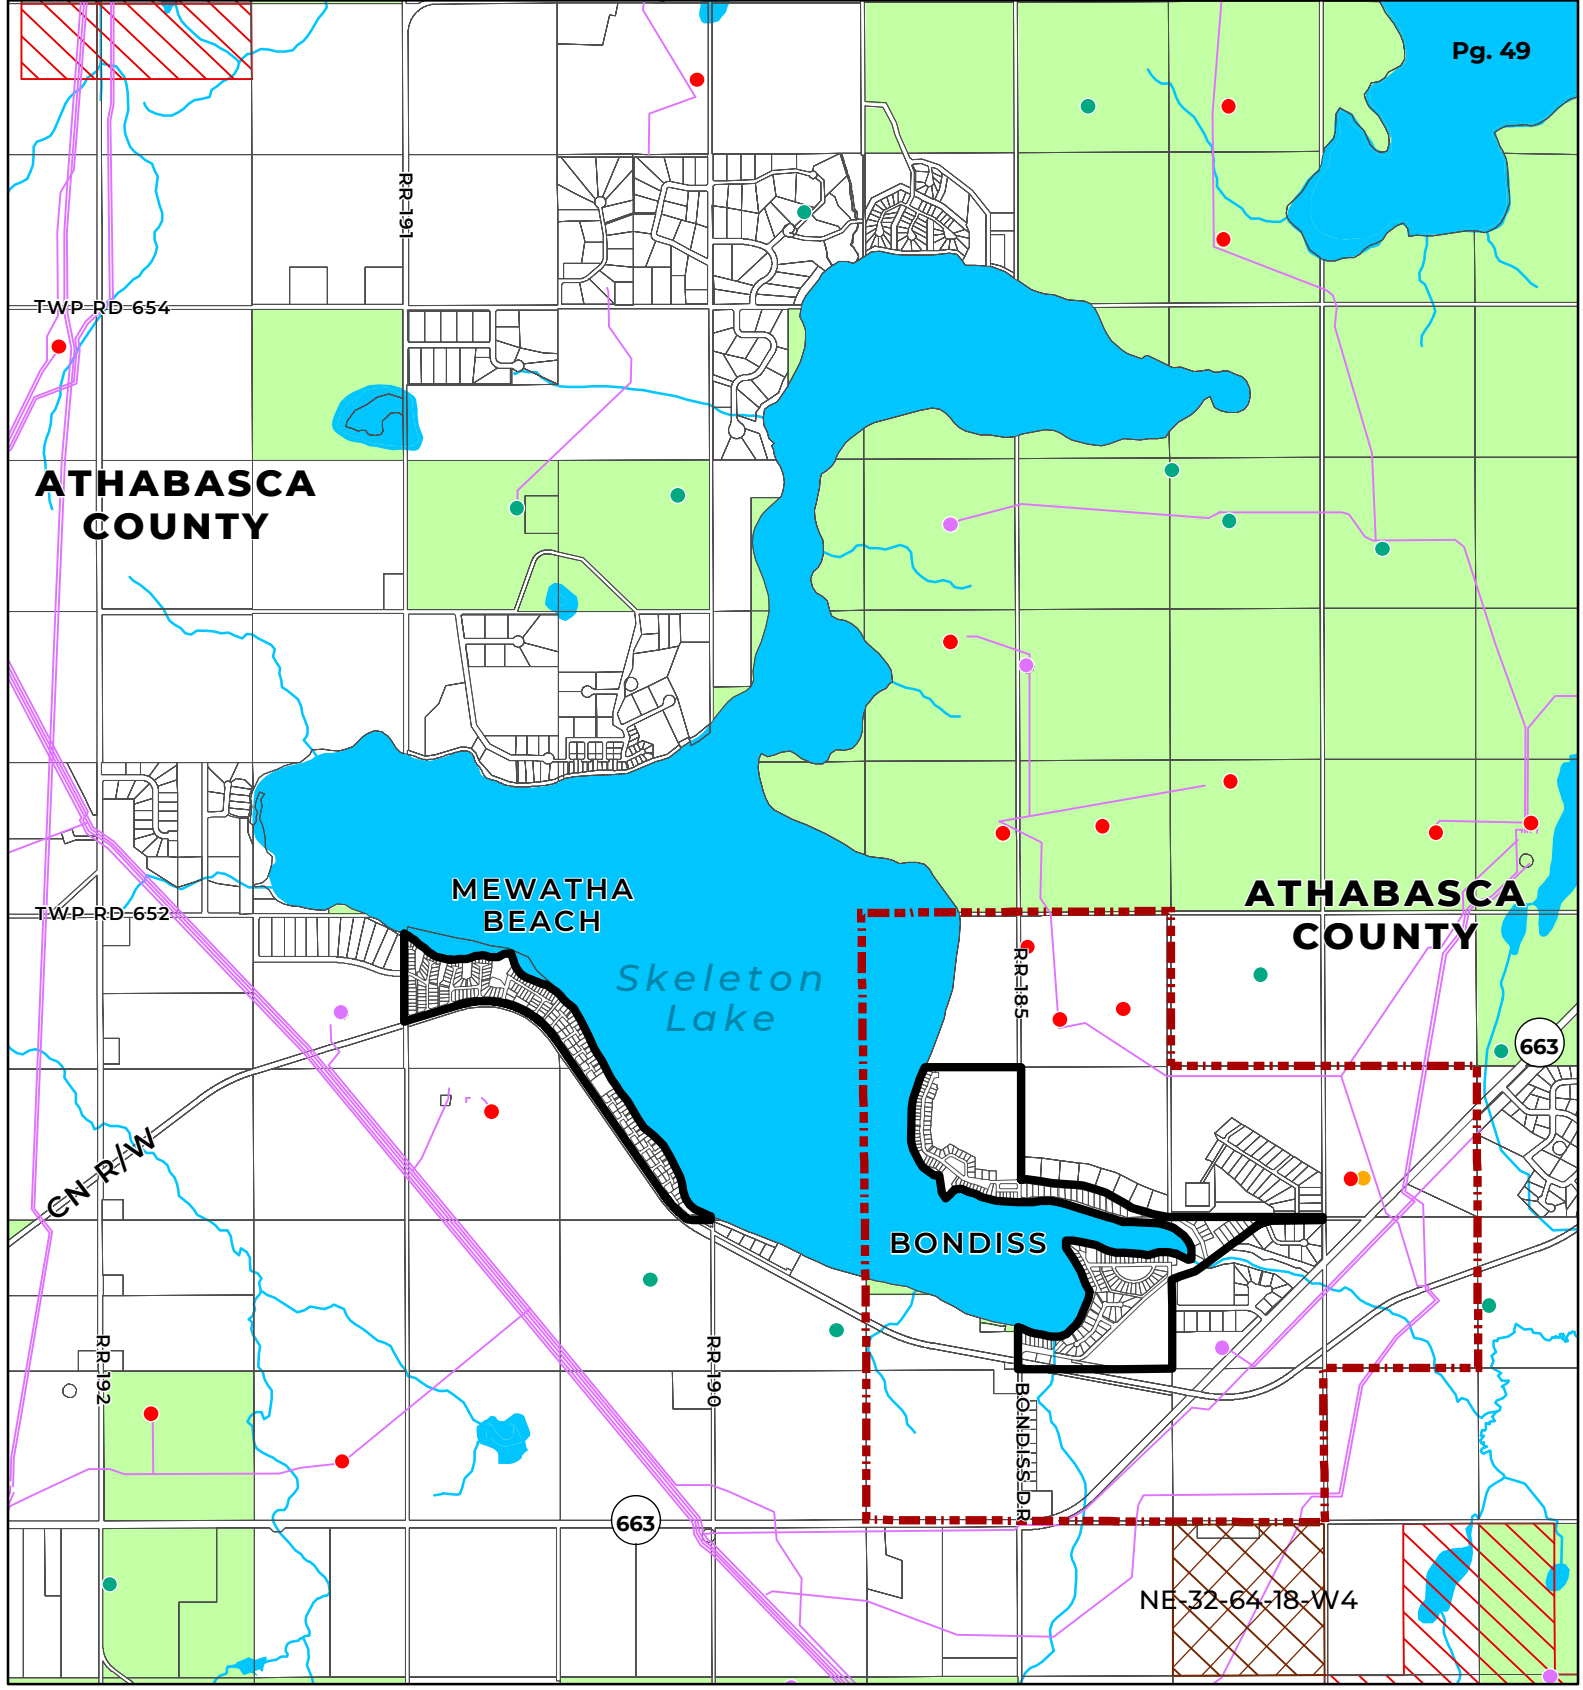 Pg. 49
RR 191
TWP RD 654
ATHABASCA
COUNTY
MEWATHA
BEACH
ATHABASCA
COUNTY
TWP RD 652
Skeleton
Lake
RR 185
663
CN R/W
BONDISS
RR 192
RR 190
BONDISS DR
663
NE-32-64-18-W4